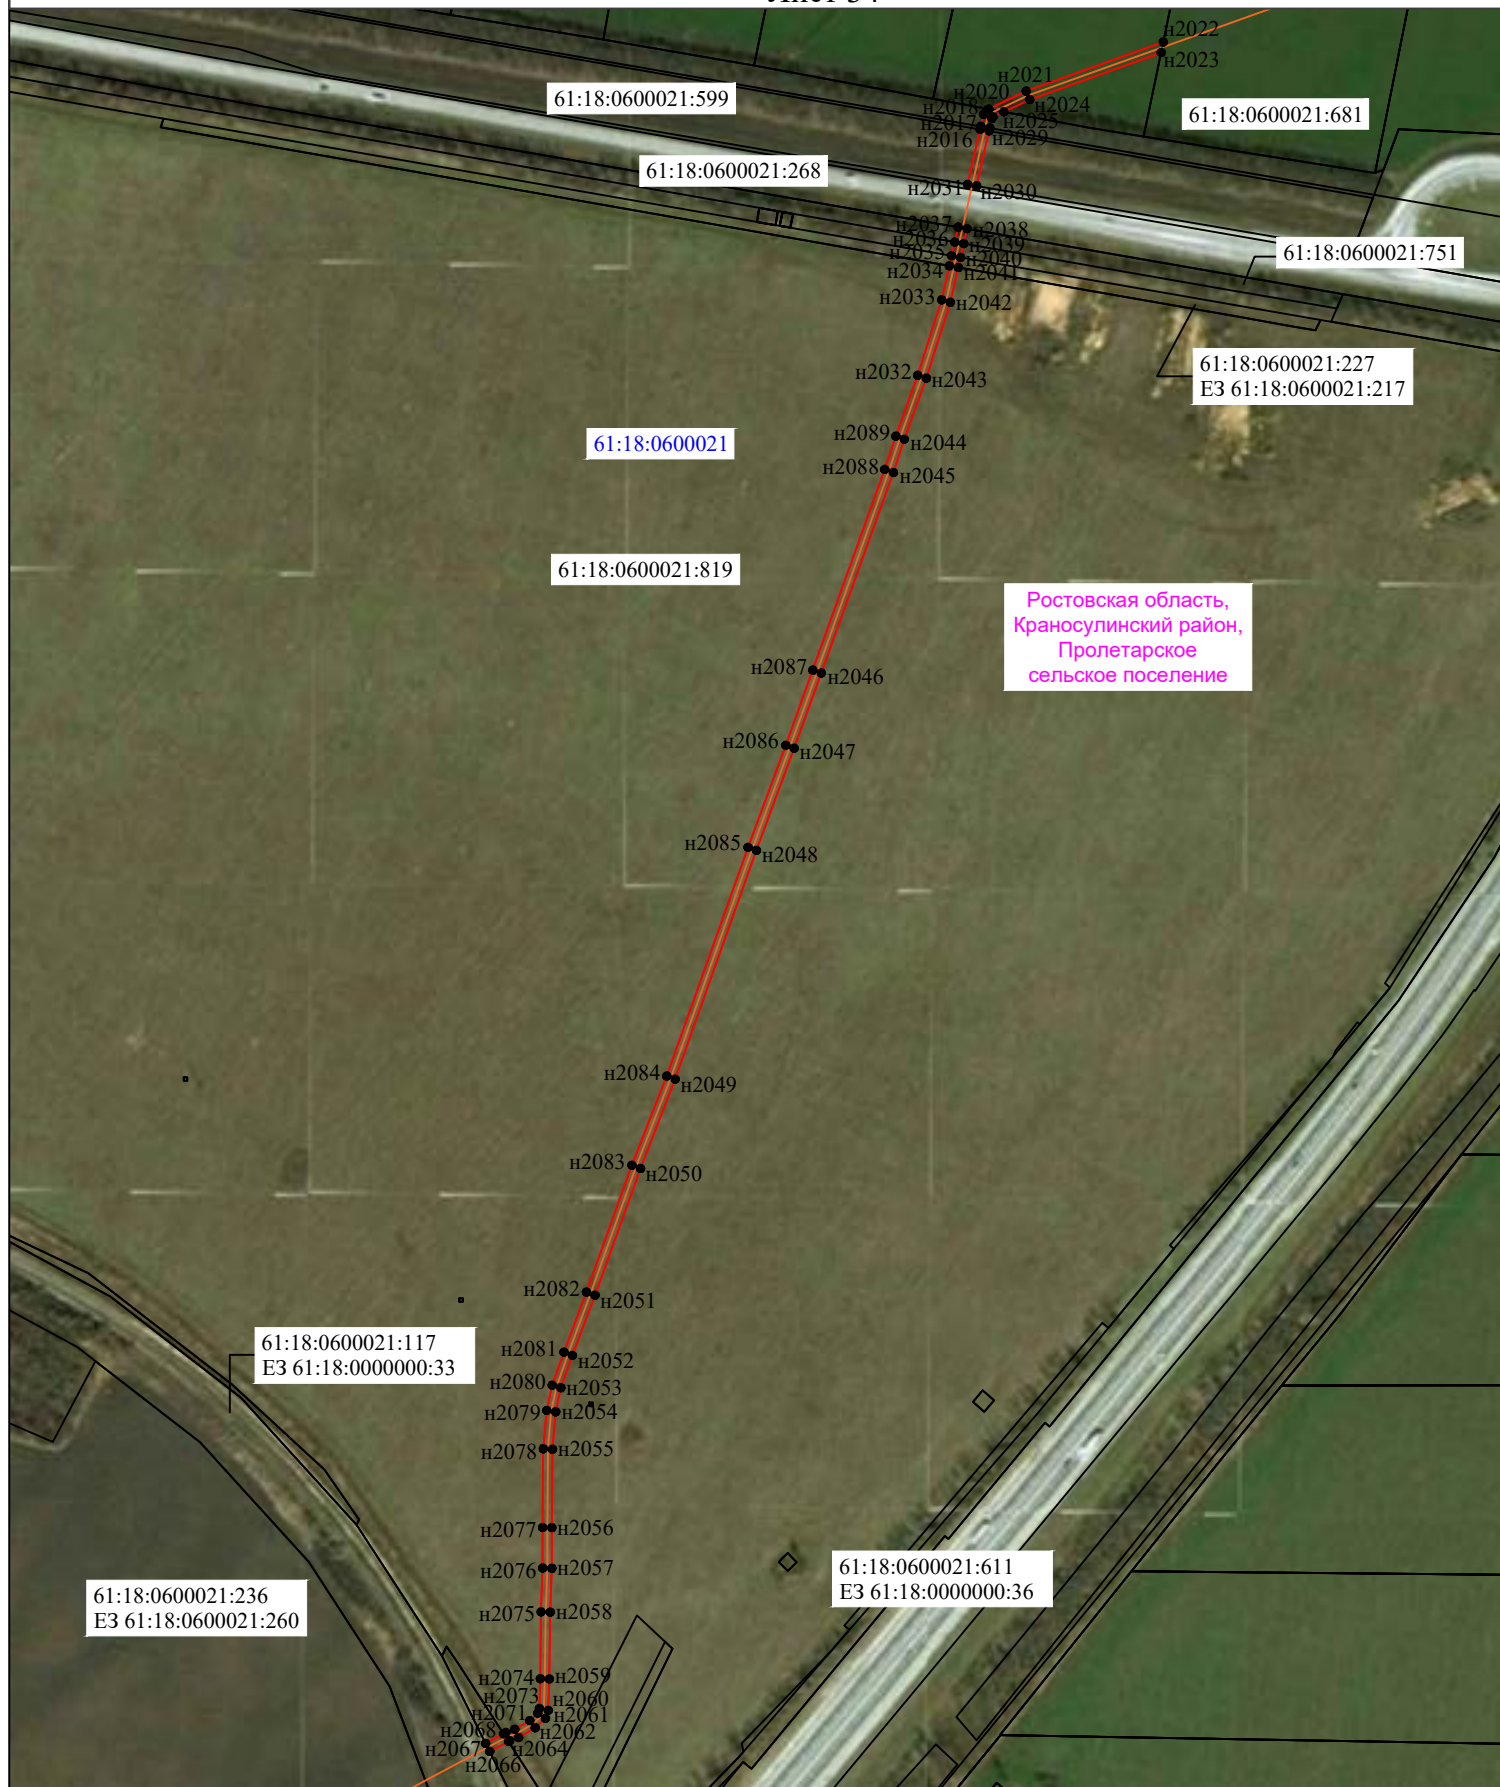 н2022
н2023
н2021
н2020
61:18:0600021:599
н2024
н2018
61:18:0600021:681
н2025
н2017
н2016
н2029
61:18:0600021:268
н2031
н2030
н2037
н2038
н2036
н2039
61:18:0600021:751
н2035
н2040
н2034
н2041
н2033
н2042
61:18:0600021:227
ЕЗ 61:18:0600021:217
н2032
н2043
61:18:0600021
н2089
н2044
н2088
н2045
61:18:0600021:819
Ростовская область,
Краносулинский район,
Пролетарское
сельское поселение
н2087
н2046
н2086
н2047
н2085
н2048
н2084
н2049
н2083
н2050
н2082
н2051
61:18:0600021:117
ЕЗ 61:18:0000000:33
н2081
н2052
н2080
н2053
н2079
н2054
н2078
н2055
н2077
н2056
н2076
н2057
61:18:0600021:611
ЕЗ 61:18:0000000:36
61:18:0600021:236
ЕЗ 61:18:0600021:260
н2075
н2058
н2074
н2059
н2073
н2060
н2071
н2061
н2068
н2062
н2067
н2064
н2066